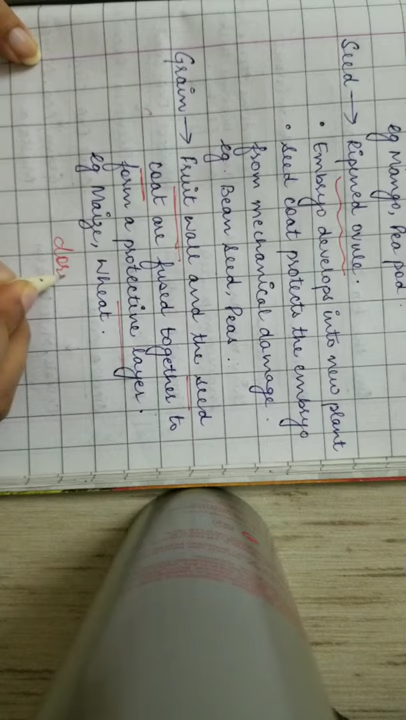 eg Mango, Pea pod.
Seed → Ripened ovule.
• Embryo develops into new plant
• Seed coat protects the embryo
from mechanical damage.
eg. Bean seed, Peas.
Grain → Fruit wall and the seed
coat are fused together to
form a protective layer.
eg Maize, wheat.